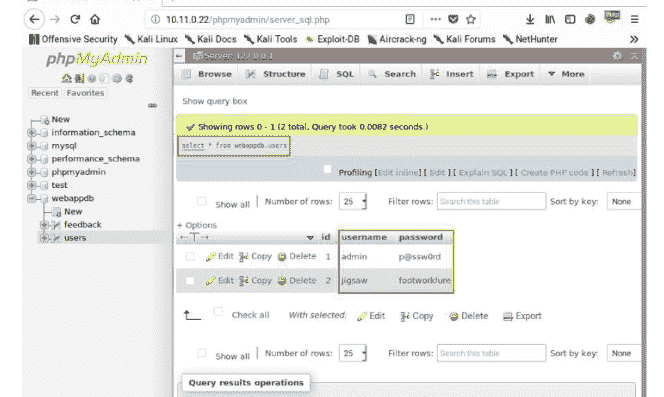 10.11.0.22/phpmyadmin/server_sql.php
Offensive Security Kali Linux Kali Docs Kali Tools Exploit-DB Aircrack-ng Kali Forums NetHunter
phpMyAdmin
Recent Favorites
New
information_schema
mysql
performance_schema
phpmyadmin
test
webappdb
New
feedback
users
Server: 127.0.0.1
Browse Structure SQL Search Insert Export More
Show query box
Showing rows 0 - 1 (2 total, Query took 0.0082 seconds.)
select * from webappdb.users
Profiling [Edit inline] [ Edit ] [ Explain SQL ] [ Create PHP code ] [ Refresh]
Show all Number of rows: 25 Filter rows: Search this table Sort by key: None
+ Options
←T→ id username password
Edit Copy Delete 1 admin p@ssw0rd
Edit Copy Delete 2 jigsaw footworklure
Check all With selected: Edit Copy Delete Export
Show all Number of rows: 25 Filter rows: Search this table Sort by key: None
Query results operations